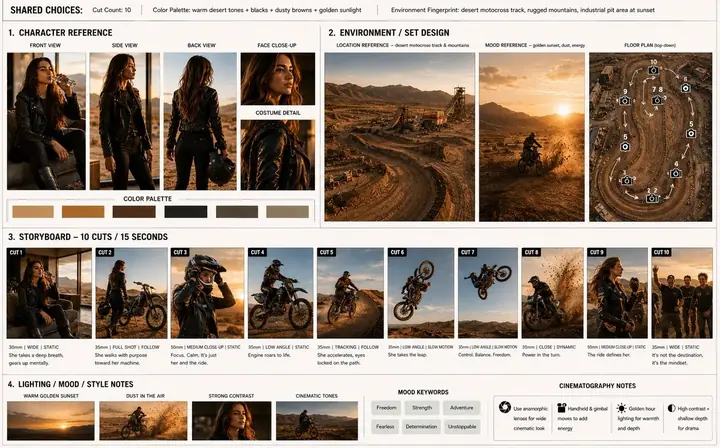 SHARED CHOICES: Cut Count: 10 | Color Palette: warm desert tones + blacks + dusty browns + golden sunlight | Environment Fingerprint: desert motocross track, rugged mountains, industrial pit area at sunset
1. CHARACTER REFERENCE
FRONT VIEW
SIDE VIEW
BACK VIEW
FACE CLOSE-UP
COSTUME DETAIL
COLOR PALETTE
2. ENVIRONMENT / SET DESIGN
LOCATION REFERENCE – desert motocross track & mountains
MOOD REFERENCE – golden sunset, dust, energy
FLOOR PLAN (top-down)
10
9
7 8
5
5
6
3. STORYBOARD – 10 CUTS / 15 SECONDS
CUT 1
30mm | WIDE | STATIC
She takes a deep breath,
gears up mentally.
CUT 2
35mm | FULL SHOT | FOLLOW
She walks with purpose
toward her machine.
CUT 3
50mm | MEDIUM CLOSE-UP | STATIC
Focus. Calm. It's just
her and the ride.
CUT 4
35mm | LOW ANGLE | STATIC
Engine roars to life.
CUT 5
35mm | TRACKING | FOLLOW
She accelerates, eyes
locked on the path.
CUT 6
35mm | LOW ANGLE | SLOW MOTION
She takes the leap.
CUT 7
35mm | LOW ANGLE | SLOW MOTION
Control. Balance. Freedom.
CUT 8
35mm | CLOSE | DYNAMIC
Power in the turn.
CUT 9
50mm | MEDIUM CLOSE-UP | STATIC
The ride defines her.
CUT 10
35mm | WIDE | STATIC
It's not the destination,
it's the mindset.
4. LIGHTING / MOOD / STYLE NOTES
WARM GOLDEN SUNSET
DUST IN THE AIR
STRONG CONTRAST
CINEMATIC TONES
MOOD KEYWORDS
Freedom
Strength
Adventure
Fearless
Determination
Unstoppable
CINEMATOGRAPHY NOTES
Use anamorphic
lenses for wide
cinematic look
Handheld & gimbal
moves to add
energy
Golden hour
lighting for warmth
and depth
High contrast +
shallow depth
for drama